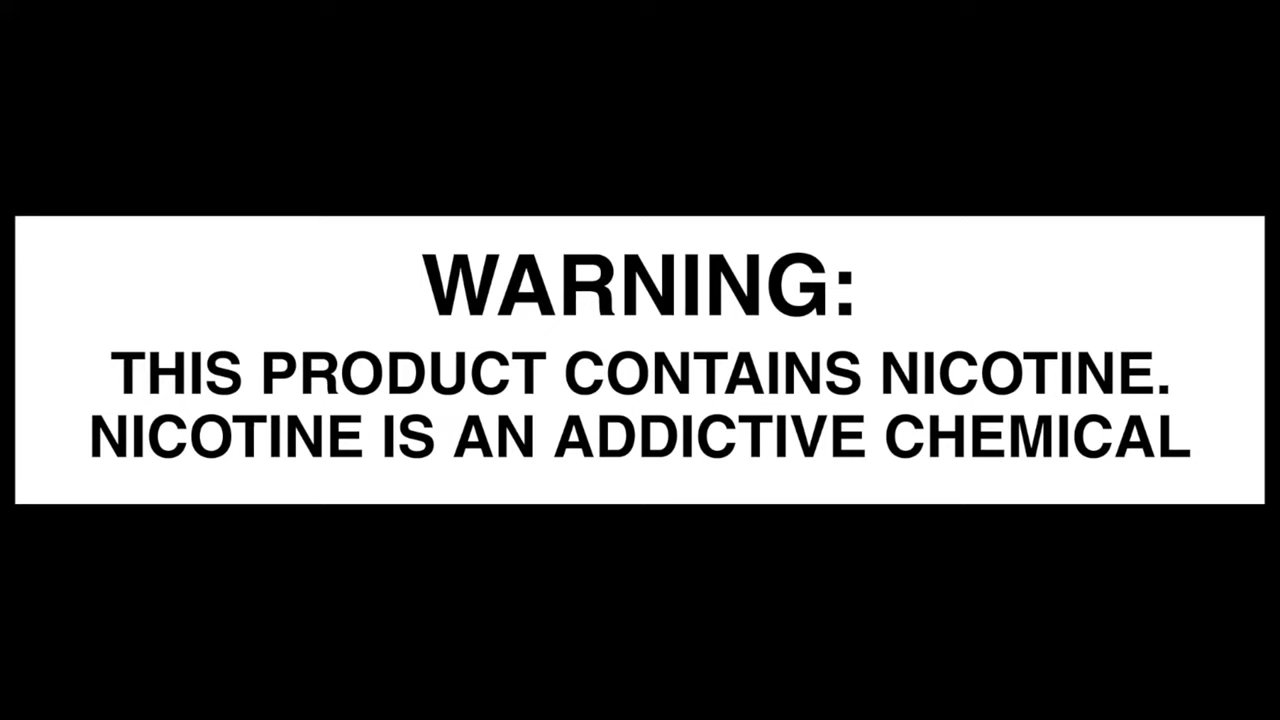 WARNING:
THIS PRODUCT CONTAINS NICOTINE.
NICOTINE IS AN ADDICTIVE CHEMICAL